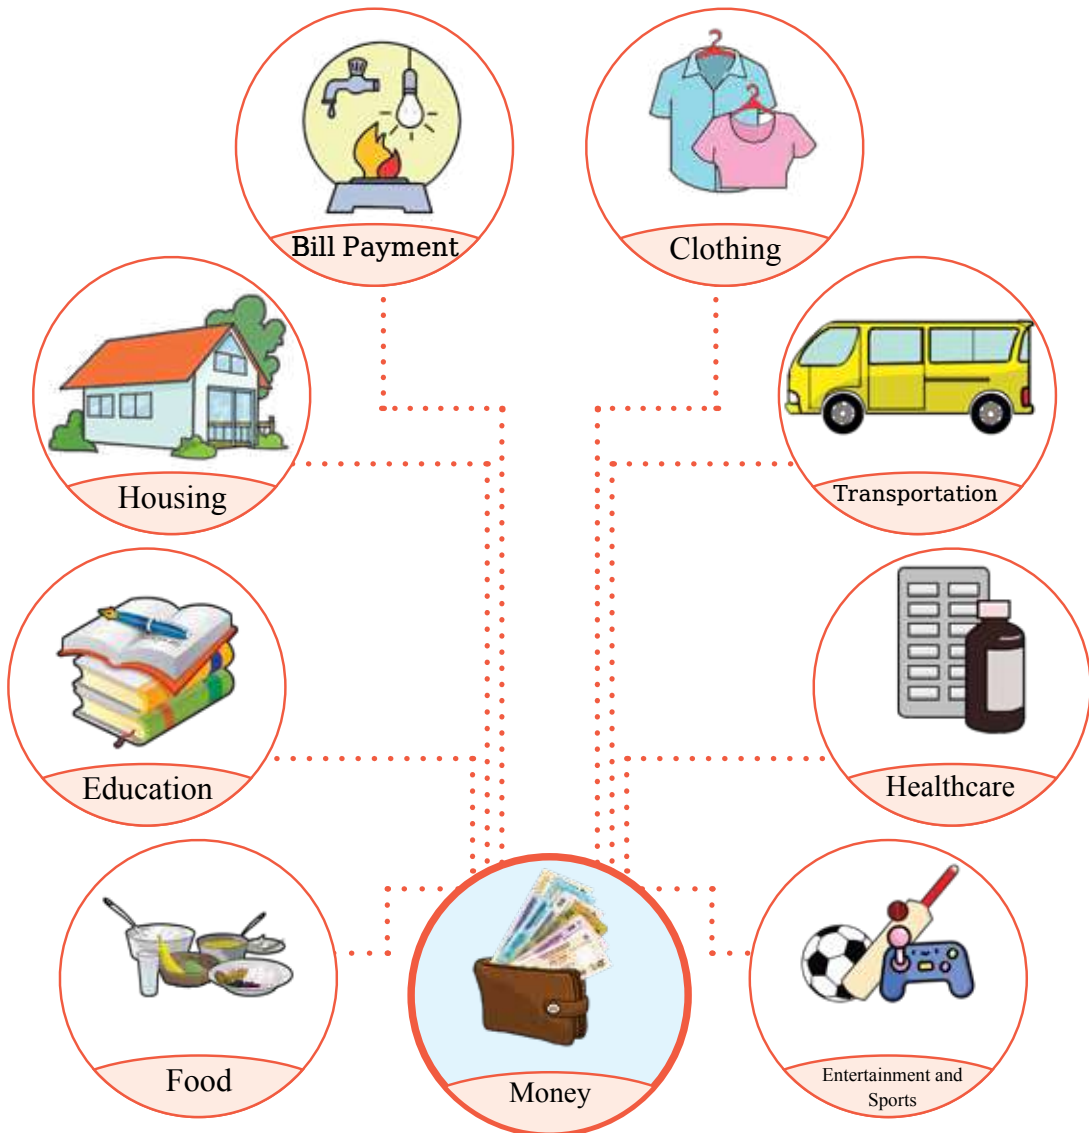 Bill Payment
Clothing
Housing
Transportation
Education
Healthcare
Food
Money
Entertainment and
Sports